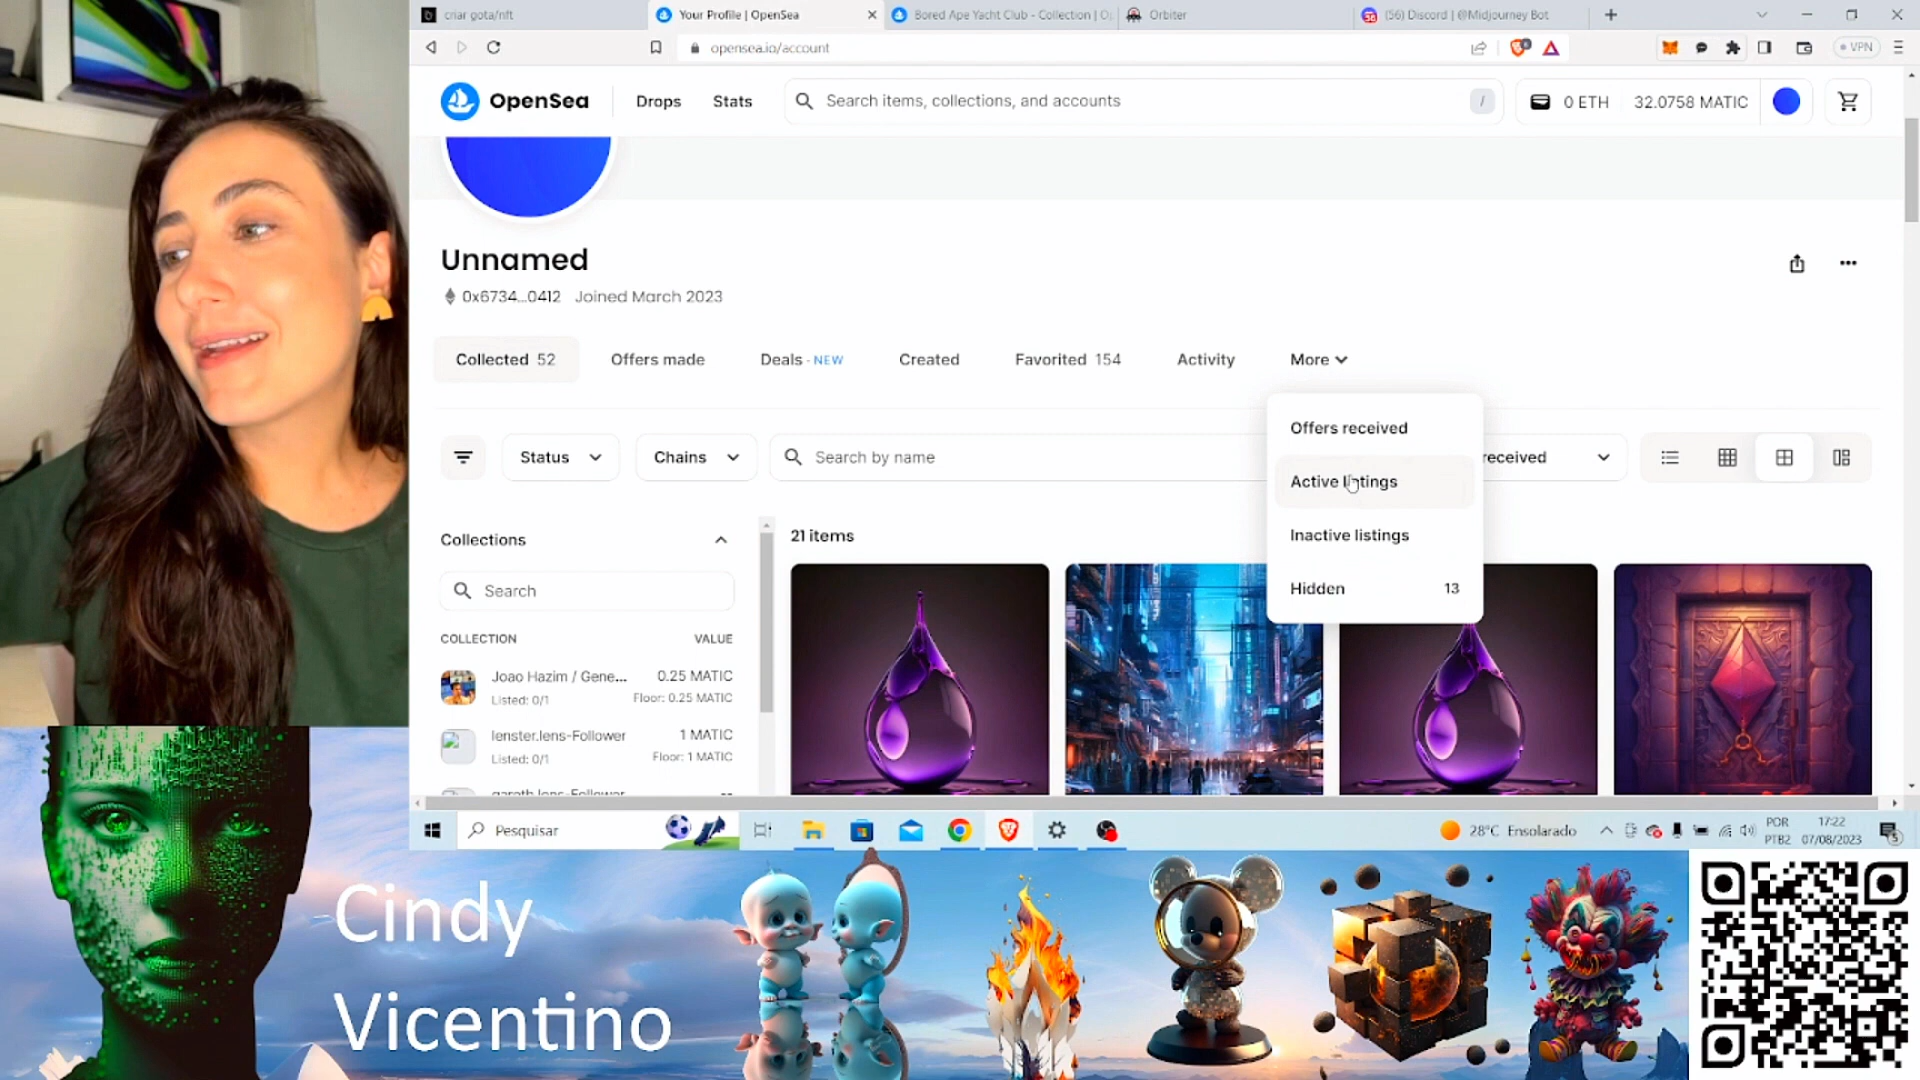 criar gota/nft
Your Profile | OpenSea
Bored Ape Yacht Club - Collection | O
Orbiter
(56) Discord | @Midjourney Bot
opensea.io/account
VPN
OpenSea
Drops
Stats
Search items, collections, and accounts
/
0 ETH
32.0758 MATIC
Unnamed
0x6734...0412 Joined March 2023
Collected 52
Offers made
Deals - NEW
Created
Favorited 154
Activity
More
Offers received
Active listings
Inactive listings
Hidden 13
Status
Chains
Search by name
received
Collections
Search
21 items
COLLECTION VALUE
Joao Hazim / Gene... 0.25 MATIC
Listed: 0/1 Floor: 0.25 MATIC
lenster.lens-Follower 1 MATIC
Listed: 0/1 Floor: 1 MATIC
gareth.lens-Follower --
Pesquisar
28°C Ensolarado
POR
PTB2
17:22
07/08/2023
5
Cindy
Vicentino